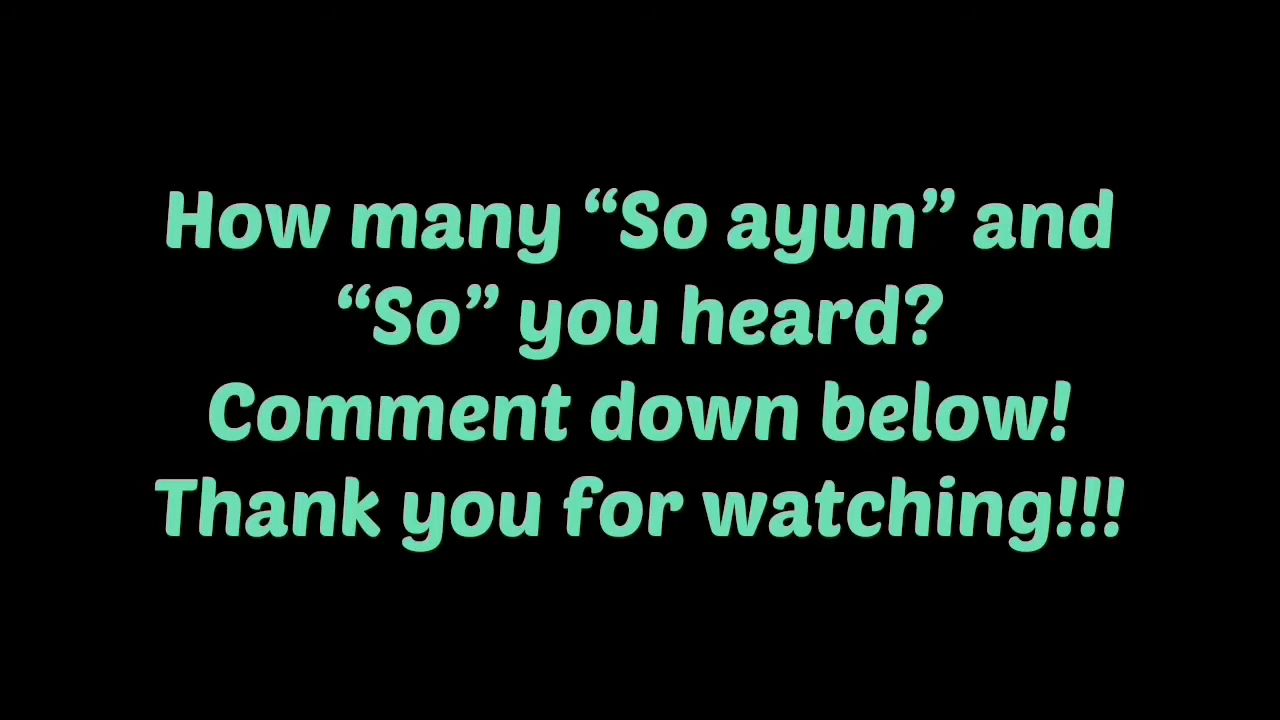 How many “So ayun” and
“So” you heard?
Comment down below!
Thank you for watching!!!